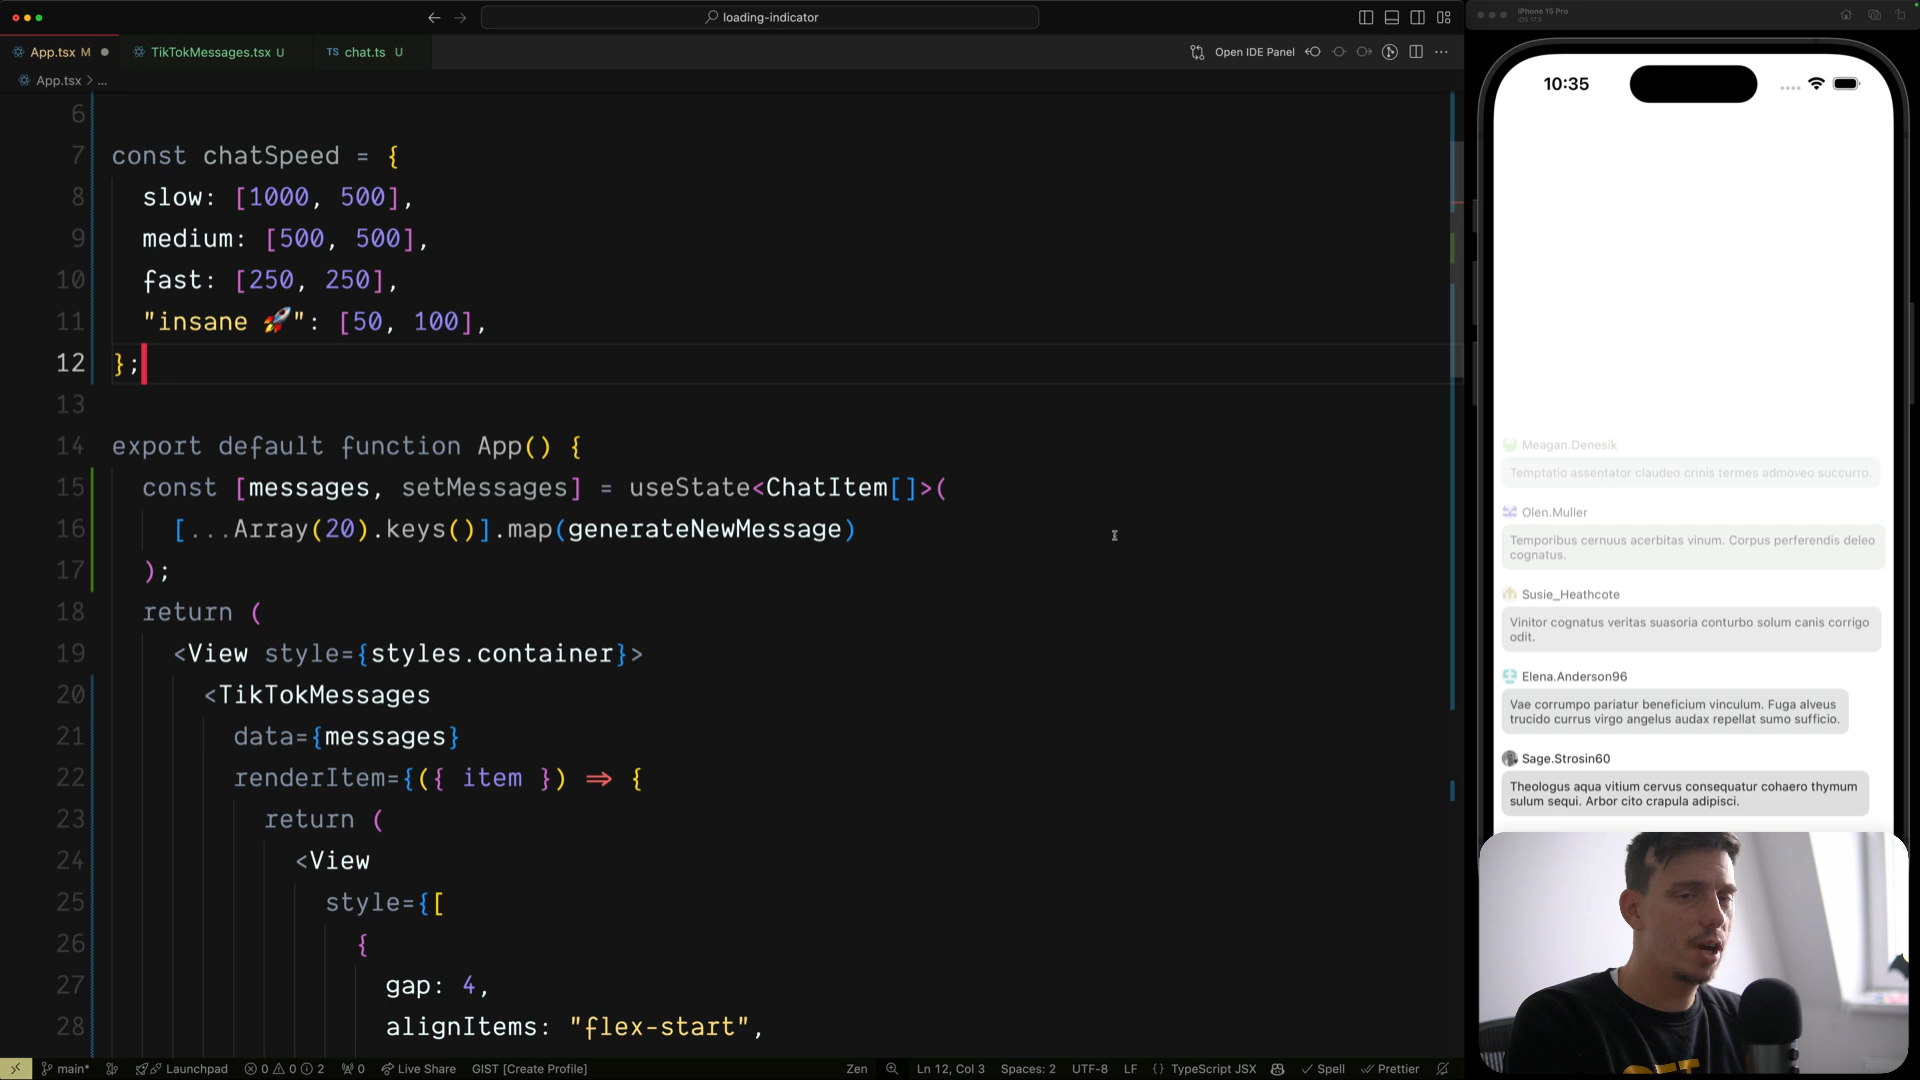 loading-indicator
App.tsx M
TikTokMessages.tsx U
TS chat.ts U
Open IDE Panel
App.tsx > ...
6
7 const chatSpeed = {
8 slow: [1000, 500],
9 medium: [500, 500],
10 fast: [250, 250],
11 "insane 🚀": [50, 100],
12 };
13
14 export default function App() {
15 const [messages, setMessages] = useState<ChatItem[]>(
16 [...Array(20).keys()].map(generateNewMessage)
17 );
18 return (
19 <View style={styles.container}>
20 <TikTokMessages
21 data={messages}
22 renderItem={({ item }) ⇒ {
23 return (
24 <View
25 style={[
26 {
27 gap: 4,
28 alignItems: "flex-start",
main* Launchpad 0 0 2 0 Live Share GIST [Create Profile] Zen Ln 12, Col 3 Spaces: 2 UTF-8 LF {} TypeScript JSX Spell Prettier
iPhone 15 Pro
iOS 17.5
10:35
Meagan.Denesik
Temptatio assentator claudeo crinis termes admoveo succurro.
Olen.Muller
Temporibus cernuus acerbitas vinum. Corpus perferendis deleo
cognatus.
Susie_Heathcote
Vinitor cognatus veritas suasoria conturbo solum canis corrigo
odit.
Elena.Anderson96
Vae corrumpo pariatur beneficium vinculum. Fuga alveus
trucido currus virgo angelus audax repellat sumo sufficio.
Sage.Strosin60
Theologus aqua vitium cervus consequatur cohaero thymum
sulum sequi. Arbor cito crapula adipisci.